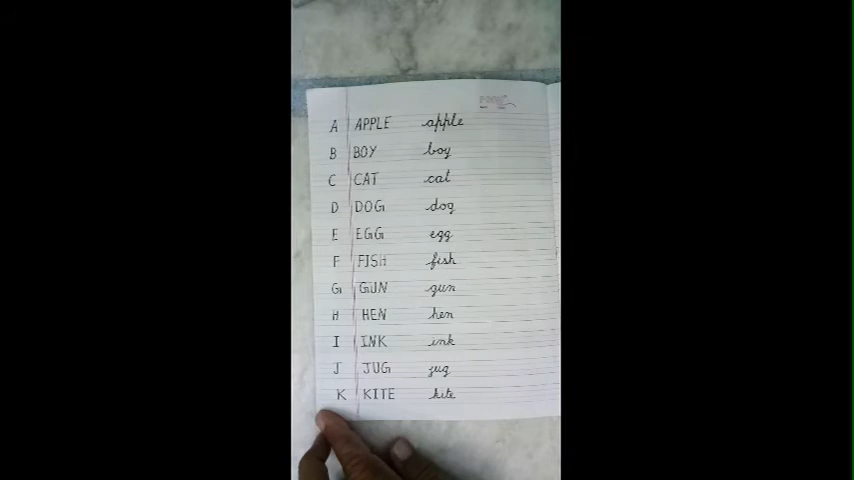 A APPLE apple
B BOY boy
C CAT cat
D DOG dog
E EGG egg
F FISH fish
G GUN gun
H HEN hen
I INK ink
J JUG jug
K KITE kite